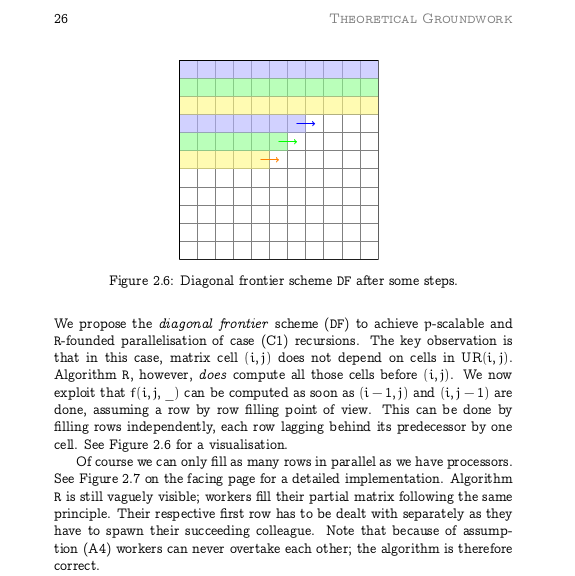 26 Theoretical Groundwork
Figure 2.6: Diagonal frontier scheme DF after some steps.
We propose the diagonal frontier scheme (DF) to achieve p-scalable and
R-founded parallelisation of case (C1) recursions. The key observation is
that in this case, matrix cell (i, j) does not depend on cells in UR(i, j).
Algorithm R, however, does compute all those cells before (i, j). We now
exploit that f(i, j, _) can be computed as soon as (i − 1, j) and (i, j − 1) are
done, assuming a row by row filling point of view. This can be done by
filling rows independently, each row lagging behind its predecessor by one
cell. See Figure 2.6 for a visualisation.
Of course we can only fill as many rows in parallel as we have processors.
See Figure 2.7 on the facing page for a detailed implementation. Algorithm
R is still vaguely visible; workers fill their partial matrix following the same
principle. Their respective first row has to be dealt with separately as they
have to spawn their succeeding colleague. Note that because of assump-
tion (A4) workers can never overtake each other; the algorithm is therefore
correct.